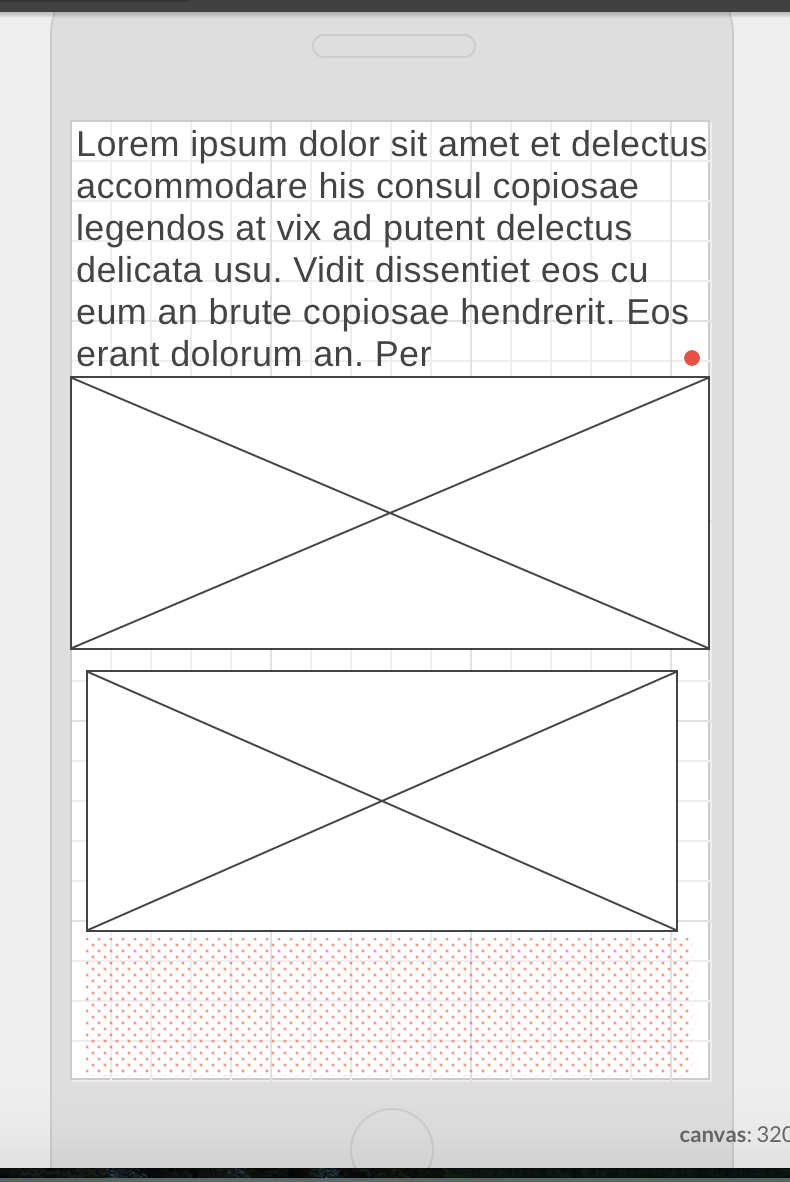 Lorem ipsum dolor sit amet et delectus
accommodare his consul copiosae
legendos at vix ad putent delectus
delicata usu. Vidit dissentiet eos cu
eum an brute copiosae hendrerit. Eos
erant dolorum an. Per
canvas: 320